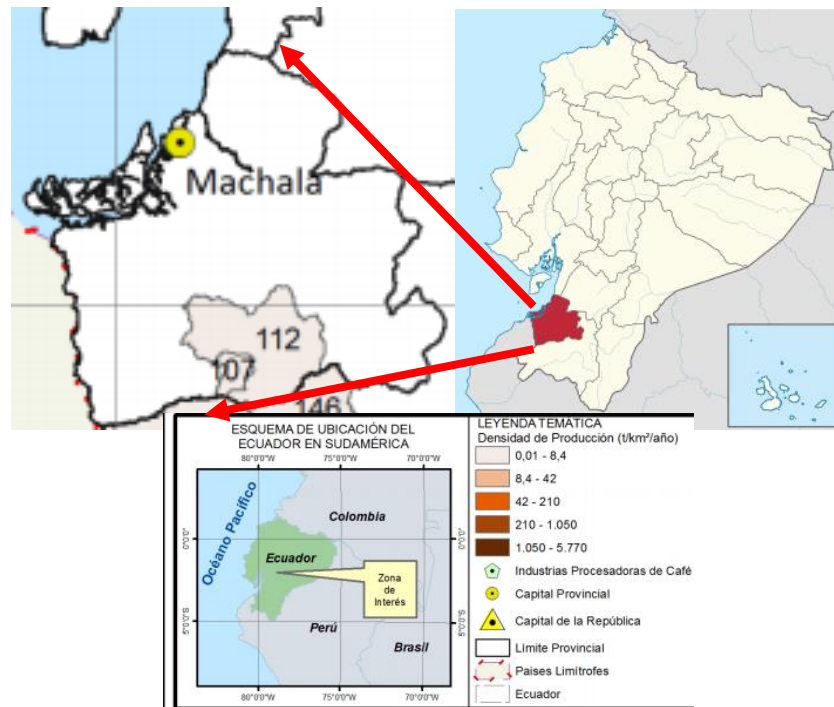 Machala
112
107
146
ESQUEMA DE UBICACIÓN DEL
ECUADOR EN SUDAMÉRICA
80°0'0"W
75°0'0"W
70°0'0"W
0°0'0"
0°0'0"
Océano Pacífico
Colombia
Ecuador
Zona
de
Interés
Perú
Brasil
5°0'0"S
5°0'0"S
80°0'0"W
75°0'0"W
70°0'0"W
LEYENDA TEMÁTICA
Densidad de Producción (t/km²/año)
0,01 - 8,4
8,4 - 42
42 - 210
210 - 1.050
1.050 - 5.770
Industrias Procesadoras de Café
Capital Provincial
Capital de la República
Límite Provincial
Paises Limítrofes
Ecuador